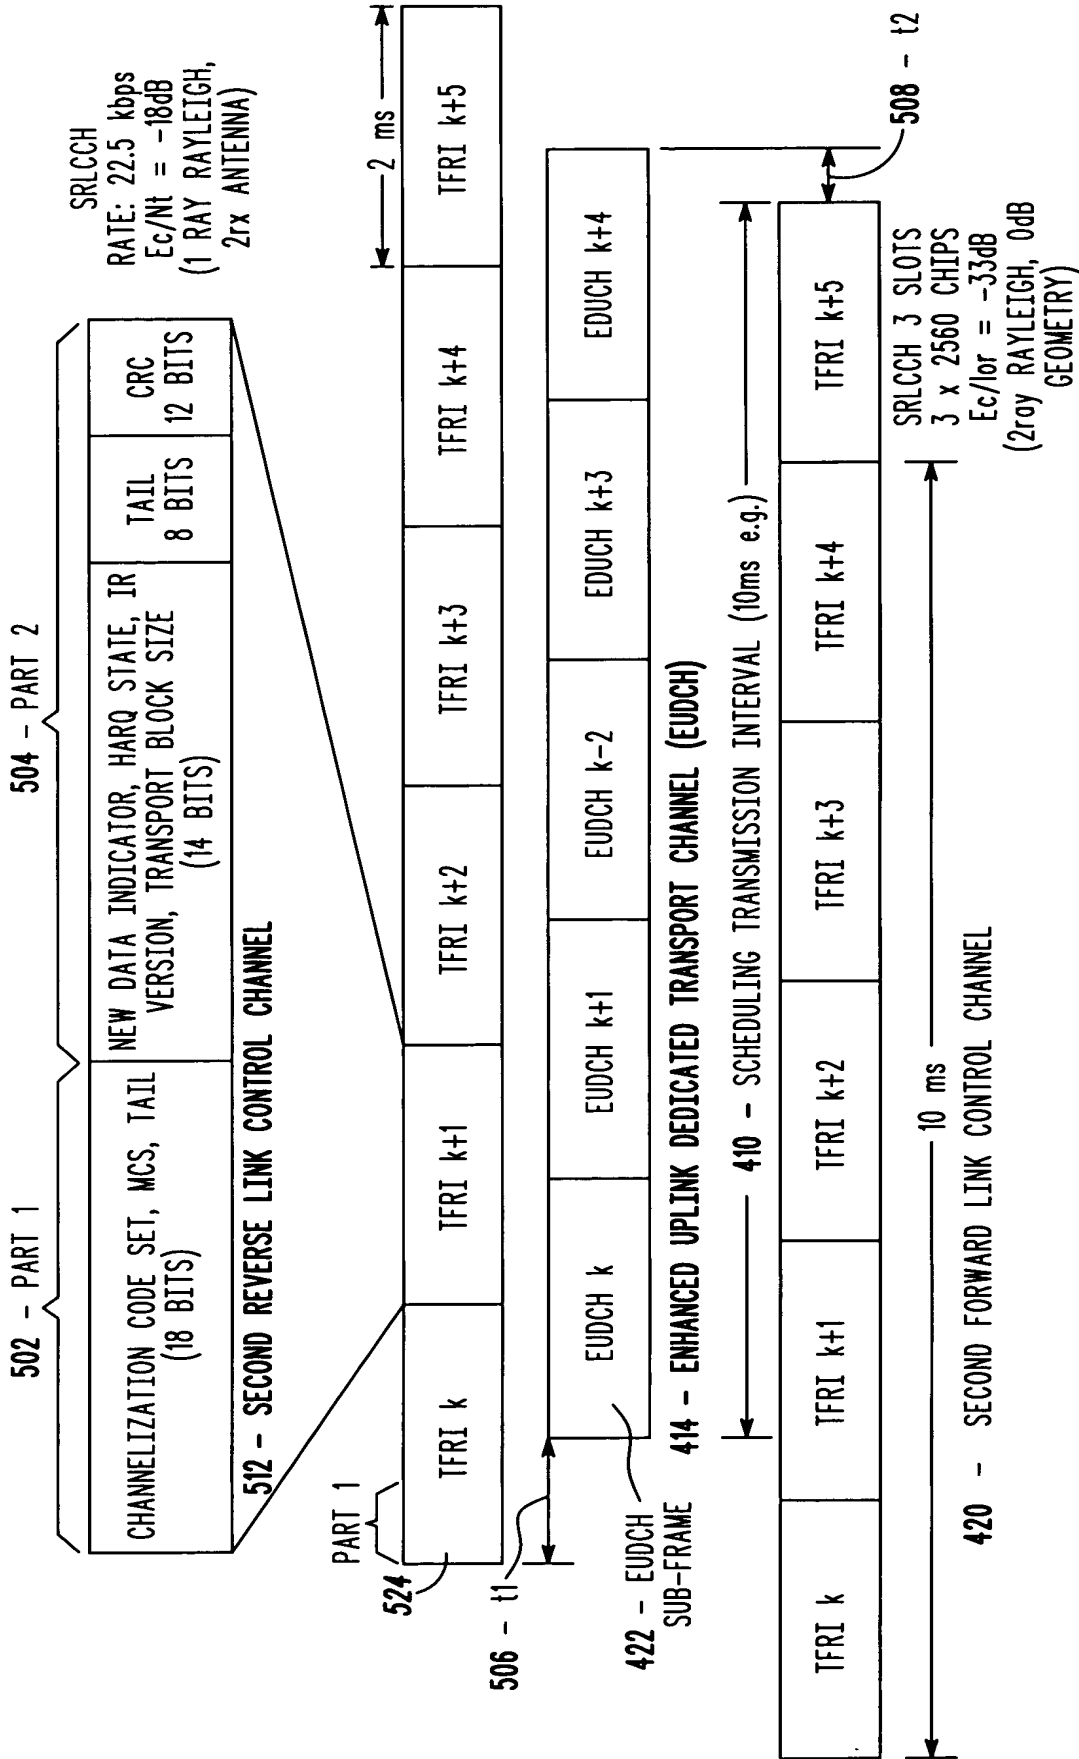 502 - PART 1
504 - PART 2
CHANNELIZATION CODE SET, MCS, TAIL
(18 BITS)
NEW DATA INDICATOR, HARQ STATE, IR
VERSION, TRANSPORT BLOCK SIZE
(14 BITS)
TAIL
8 BITS
CRC
12 BITS
SRLCCH
RATE: 22.5 kbps
Ec/Nt = -18dB
(1 RAY RAYLEIGH,
2rx ANTENNA)
512 - SECOND REVERSE LINK CONTROL CHANNEL
PART 1
524
2 ms
TFRI k
TFRI k+1
TFRI k+2
TFRI k+3
TFRI k+4
TFRI k+5
506 - t1
EUDCH k
EUDCH k+1
EUDCH k-2
EDUCH k+3
EDUCH k+4
422 - EUDCH
SUB-FRAME
414 - ENHANCED UPLINK DEDICATED TRANSPORT CHANNEL (EUDCH)
410 - SCHEDULING TRANSMISSION INTERVAL (10ms e.g.)
508 - t2
TFRI k
TFRI k+1
TFRI k+2
TFRI k+3
TFRI k+4
TFRI k+5
10 ms
SRLCCH 3 SLOTS
3 x 2560 CHIPS
Ec/Ior = -33dB
(2ray RAYLEIGH, 0dB
GEOMETRY)
420 - SECOND FORWARD LINK CONTROL CHANNEL